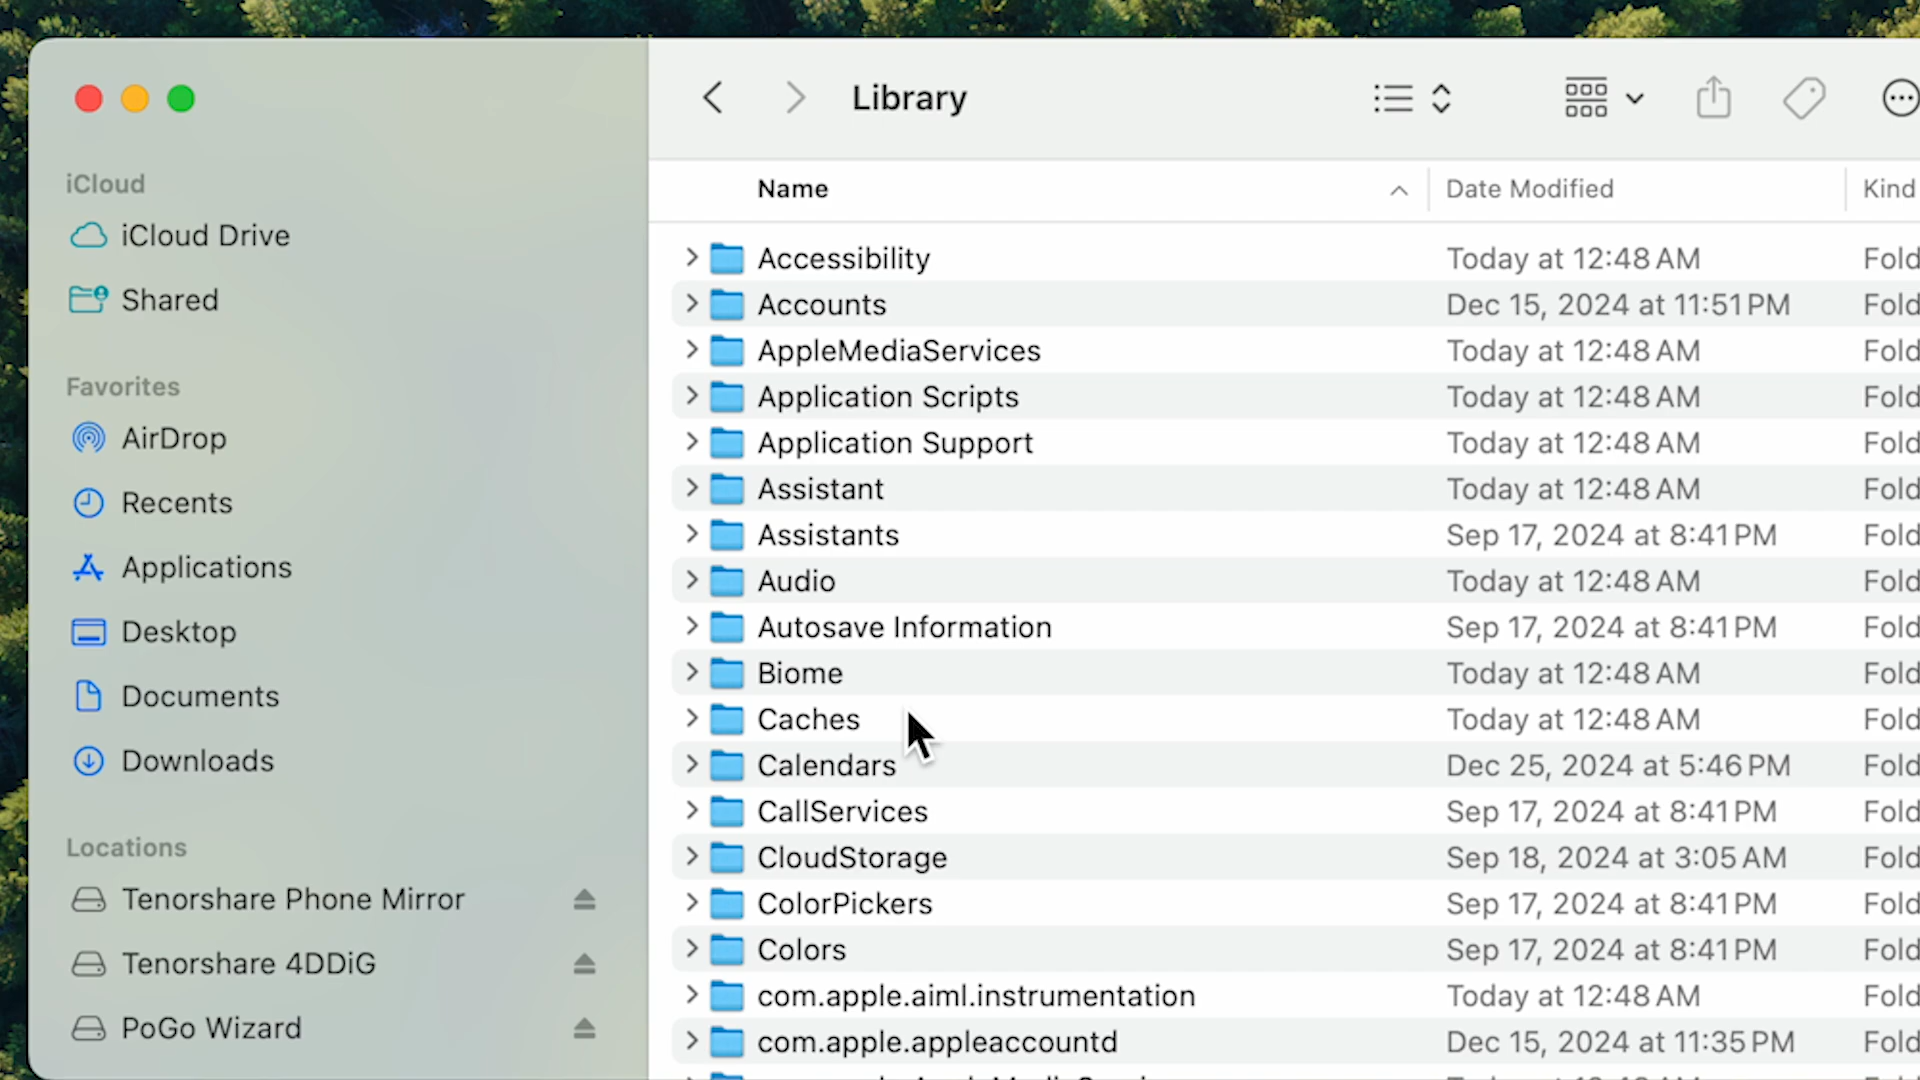 Library
iCloud
iCloud Drive
Shared
Favorites
AirDrop
Recents
Applications
Desktop
Documents
Downloads
Locations
Tenorshare Phone Mirror
Tenorshare 4DDiG
PoGo Wizard
Name Date Modified Kind
Accessibility Today at 12:48 AM Fold
Accounts Dec 15, 2024 at 11:51 PM Fold
AppleMediaServices Today at 12:48 AM Fold
Application Scripts Today at 12:48 AM Fold
Application Support Today at 12:48 AM Fold
Assistant Today at 12:48 AM Fold
Assistants Sep 17, 2024 at 8:41 PM Fold
Audio Today at 12:48 AM Fold
Autosave Information Sep 17, 2024 at 8:41 PM Fold
Biome Today at 12:48 AM Fold
Caches Today at 12:48 AM Fold
Calendars Dec 25, 2024 at 5:46 PM Fold
CallServices Sep 17, 2024 at 8:41 PM Fold
CloudStorage Sep 18, 2024 at 3:05 AM Fold
ColorPickers Sep 17, 2024 at 8:41 PM Fold
Colors Sep 17, 2024 at 8:41 PM Fold
com.apple.aiml.instrumentation Today at 12:48 AM Fold
com.apple.appleaccountd Dec 15, 2024 at 11:35 PM Fold